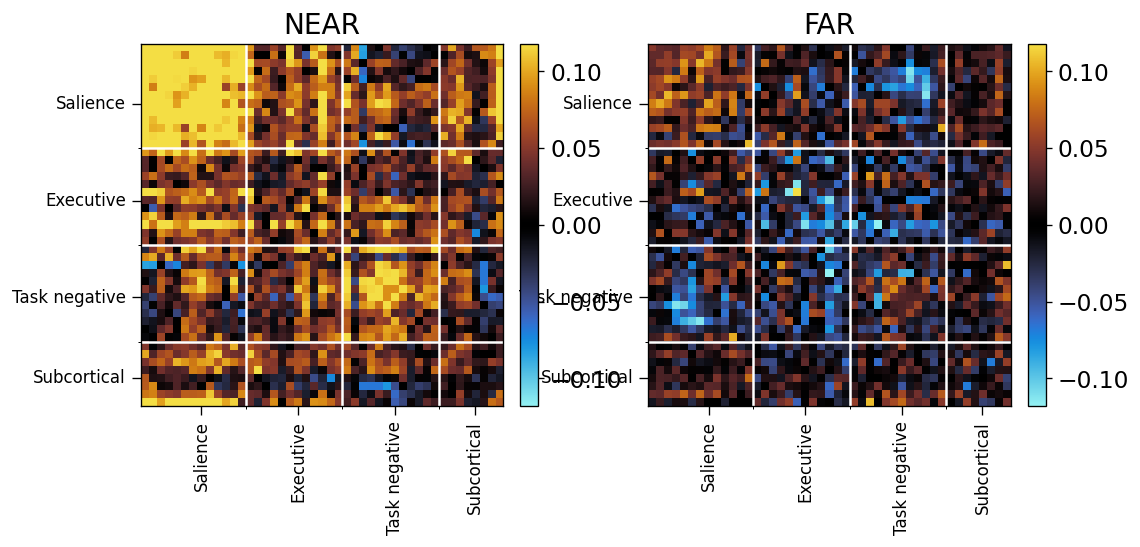 NEAR
FAR
Salience
Executive
Task negative
Subcortical
0.10
0.05
0.00
−0.05
−0.10
Salience
Executive
sk negative
Subcortical
0.10
0.05
0.00
−0.05
−0.10
Salience
Executive
Task negative
Subcortical
Salience
Executive
Task negative
Subcortical